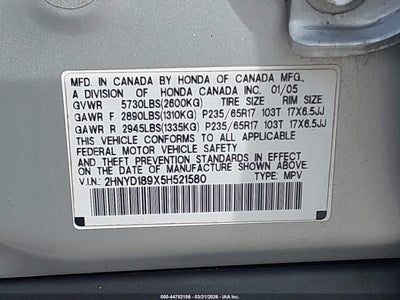 MFD. IN CANADA BY HONDA OF CANADA MFG.,
A DIVISION OF HONDA CANADA INC. 01/05
GVWR 5730LBS(2600KG) TIRE SIZE RIM SIZE
GAWR F 2890LBS(1310KG) P235/65R17 103T 17X6.5JJ
GAWR R 2945LBS(1335KG) P235/65R17 103T 17X6.5JJ
THIS VEHICLE CONFORMS TO ALL APPLICABLE
FEDERAL MOTOR VEHICLE SAFETY AND
THEFT PREVENTION STANDARDS IN EFFECT ON
THE DATE OF MANUFACTURE SHOWN ABOVE.
V.I.N.: 2HNYD189X5H521580 TYPE: MPV
000-44752156 - 03/31/2026 - IAA